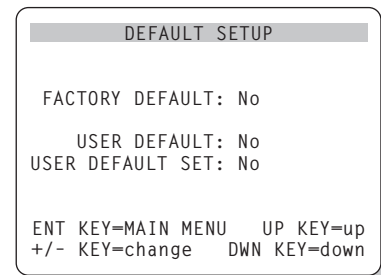 DEFAULT SETUP
FACTORY DEFAULT: No
USER DEFAULT: No
USER DEFAULT SET: No
ENT KEY=MAIN MENU UP KEY=up
+/- KEY=change DWN KEY=down